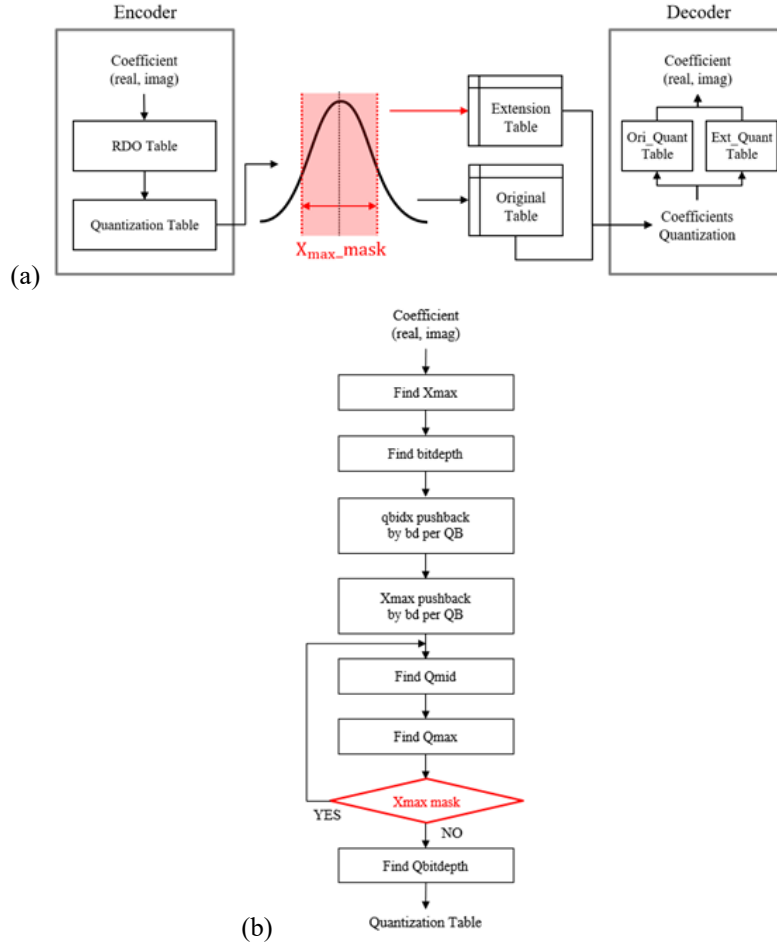 Encoder
Decoder
Coefficient
(real, imag)
RDO Table
Quantization Table
Xmax_mask
Extension
Table
Original
Table
Coefficient
(real, imag)
Ori_Quant
Table
Ext_Quant
Table
Coefficients
Quantization
(a)
Coefficient
(real, imag)
Find Xmax
Find bitdepth
qbidx pushback
by bd per QB
Xmax pushback
by bd per QB
Find Qmid
Find Qmax
Xmax mask
YES
NO
Find Qbitdepth
Quantization Table
(b)